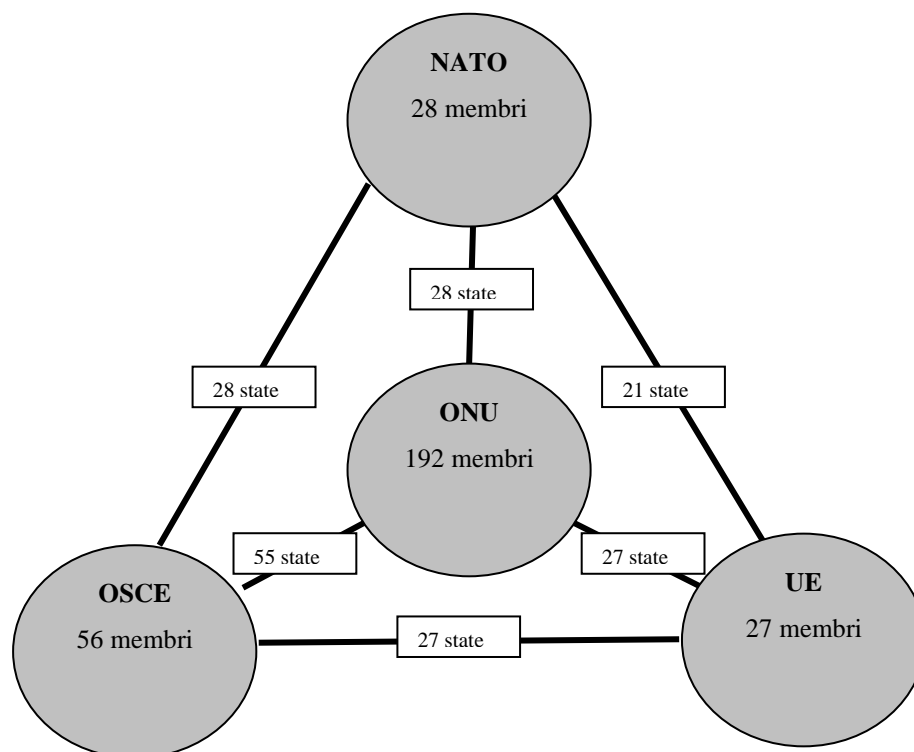 NATO
28 membri
28 state
28 state
21 state
ONU
192 membri
55 state
27 state
OSCE
56 membri
UE
27 membri
27 state